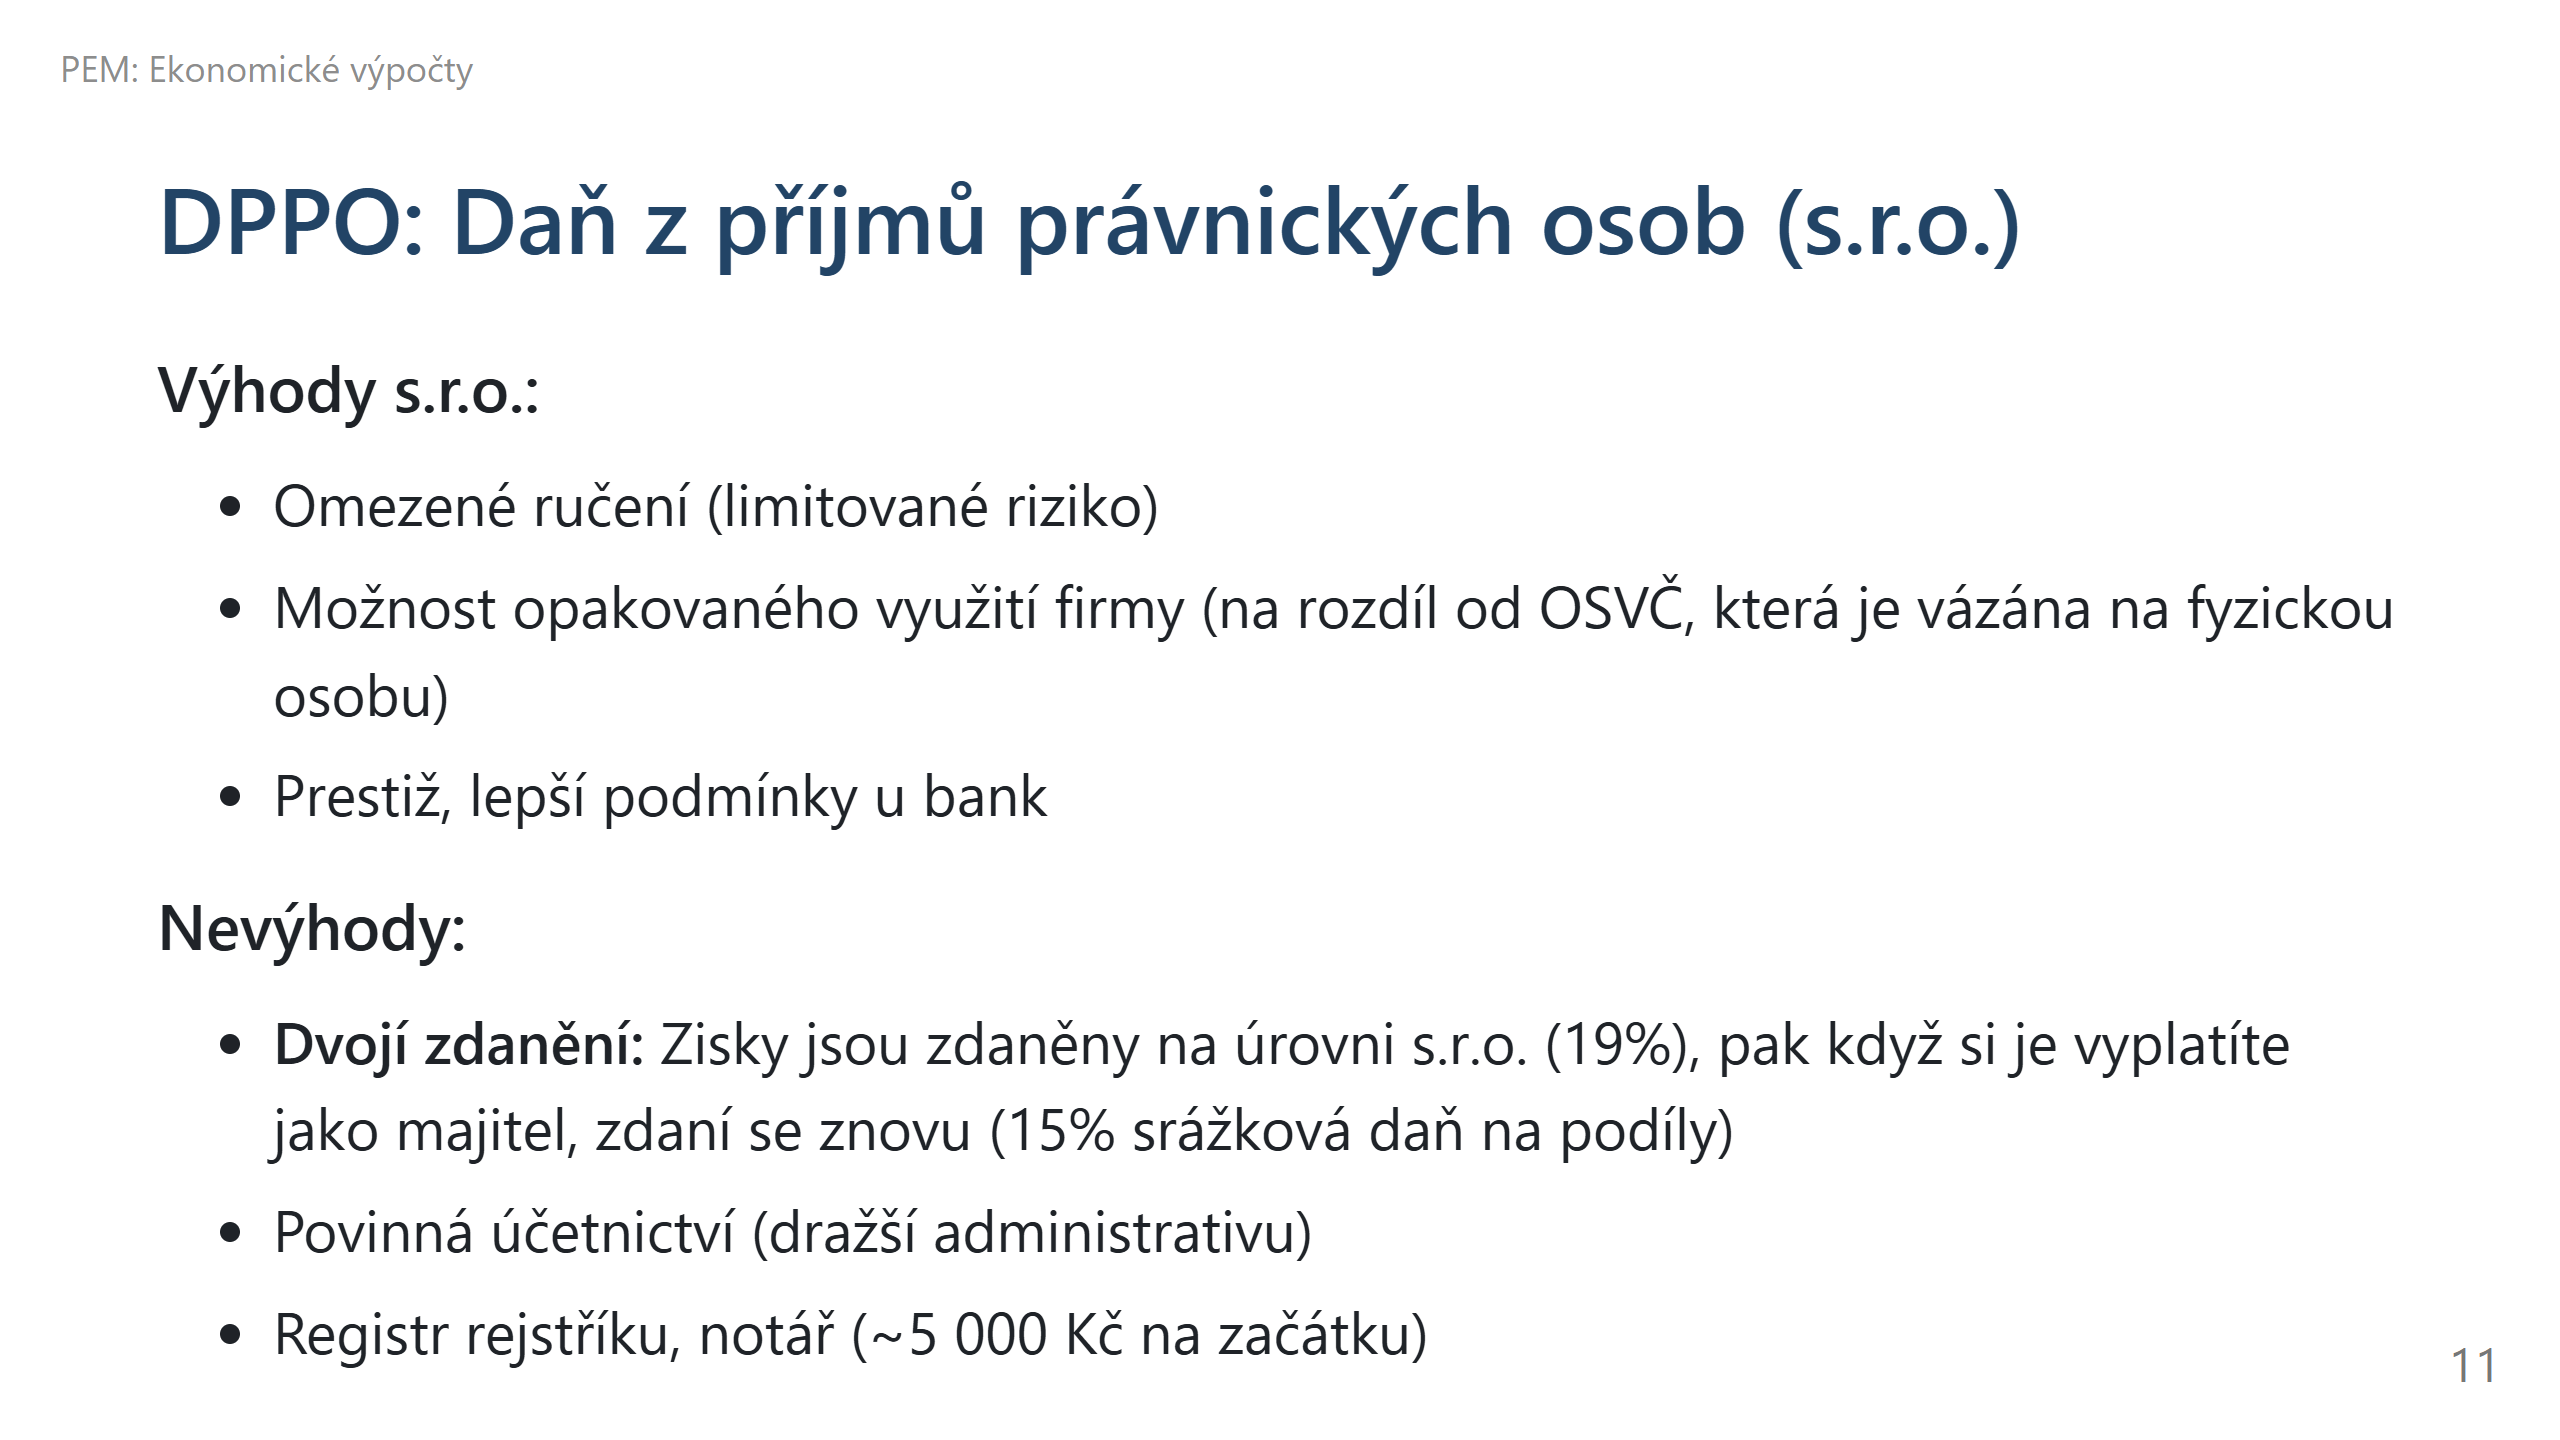 PEM: Ekonomické výpočty
DPPO: Daň z příjmů právnických osob (s.r.o.)
Výhody s.r.o.:
• Omezené ručení (limitované riziko)
• Možnost opakovaného využití firmy (na rozdíl od OSVČ, která je vázána na fyzickou
osobu)
• Prestiž, lepší podmínky u bank
Nevýhody:
• Dvojí zdanění: Zisky jsou zdaněny na úrovni s.r.o. (19%), pak když si je vyplatíte
jako majitel, zdaní se znovu (15% srážková daň na podíly)
• Povinná účetnictví (dražší administrativu)
• Registr rejstříku, notář (~5 000 Kč na začátku)
11